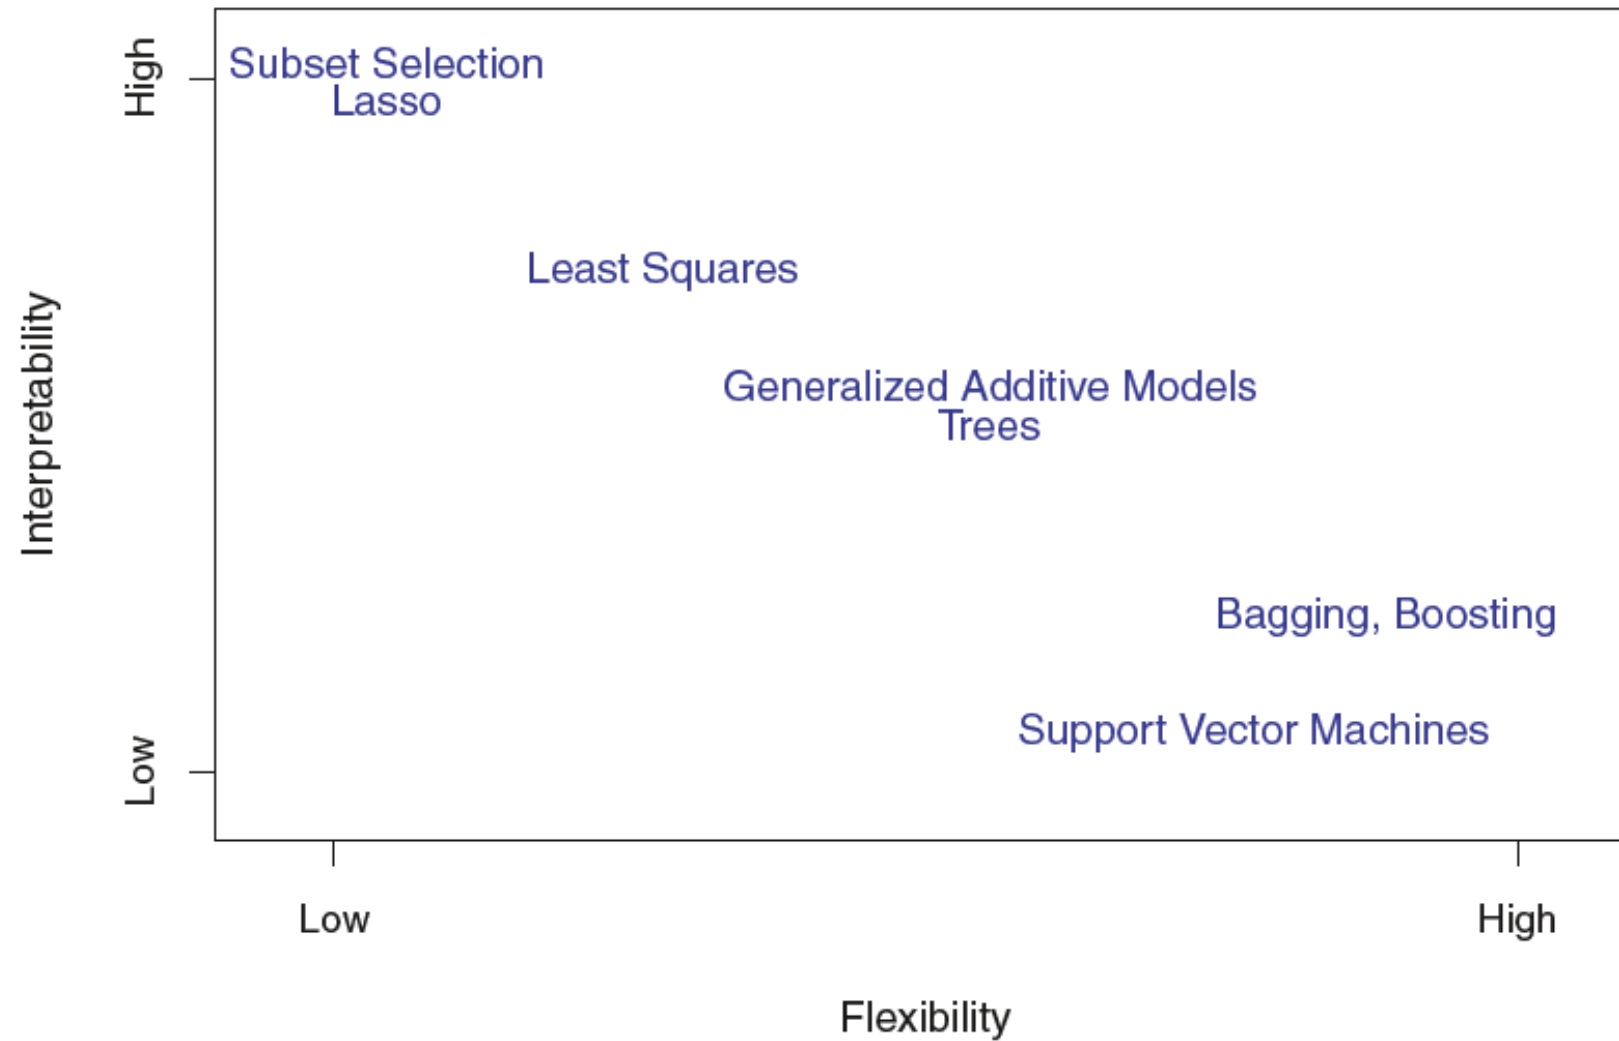 High
Subset Selection
Lasso
Least Squares
Interpretability
Generalized Additive Models
Trees
Bagging, Boosting
Support Vector Machines
Low
Low
High
Flexibility